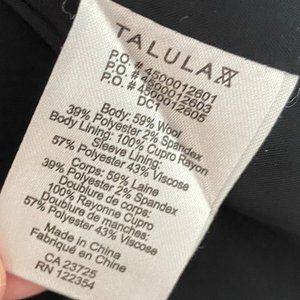 TALULA
P.O. # 4500012601
P.O. # 4500012603
P.O. # 4500012605
DC1
Body: 59% Wool
39% Polyester 2% Spandex
Body Lining: 100% Cupro Rayon
Sleeve Lining:
57% Polyester 43% Viscose
Corps: 59% Laine
39% Polyester 2% Spandex
Doublure de corps:
100% Rayonne Cupro
Doublure de manches:
57% Polyester 43% Viscose
Made in China
Fabriqué en Chine
CA 23725
RN 122354